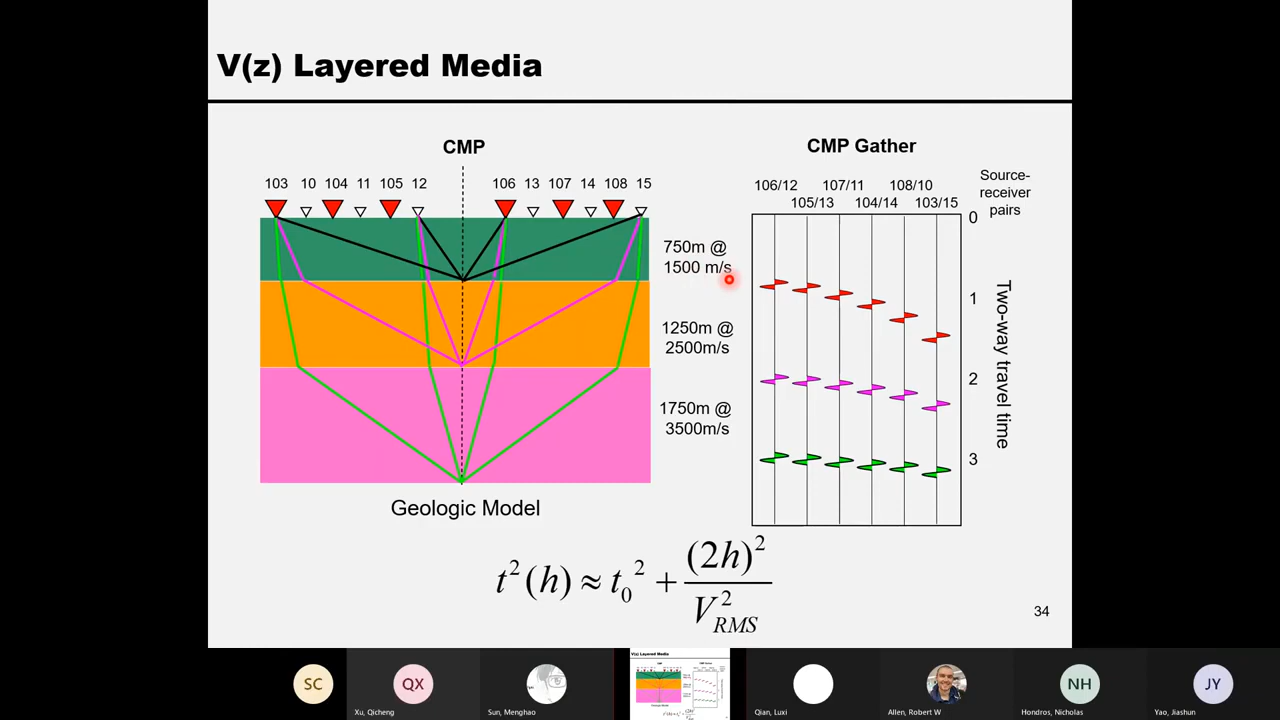 V(z) Layered Media
CMP
103 10 104 11 105 12 106 13 107 14 108 15
750m @
1500 m/s
1250m @
2500m/s
1750m @
3500m/s
Geologic Model
CMP Gather
106/12 107/11 108/10
105/13 104/14 103/15
Source-
receiver
pairs
0
1
2
3
Two-way travel time
t²(h) ≈ t₀² + (2h)² / V²_RMS
34
SC
QX
NH
JY
Xu, Qicheng
Sun, Menghao
Qian, Luxi
Allen, Robert W
Hondros, Nicholas
Yao, Jiashun